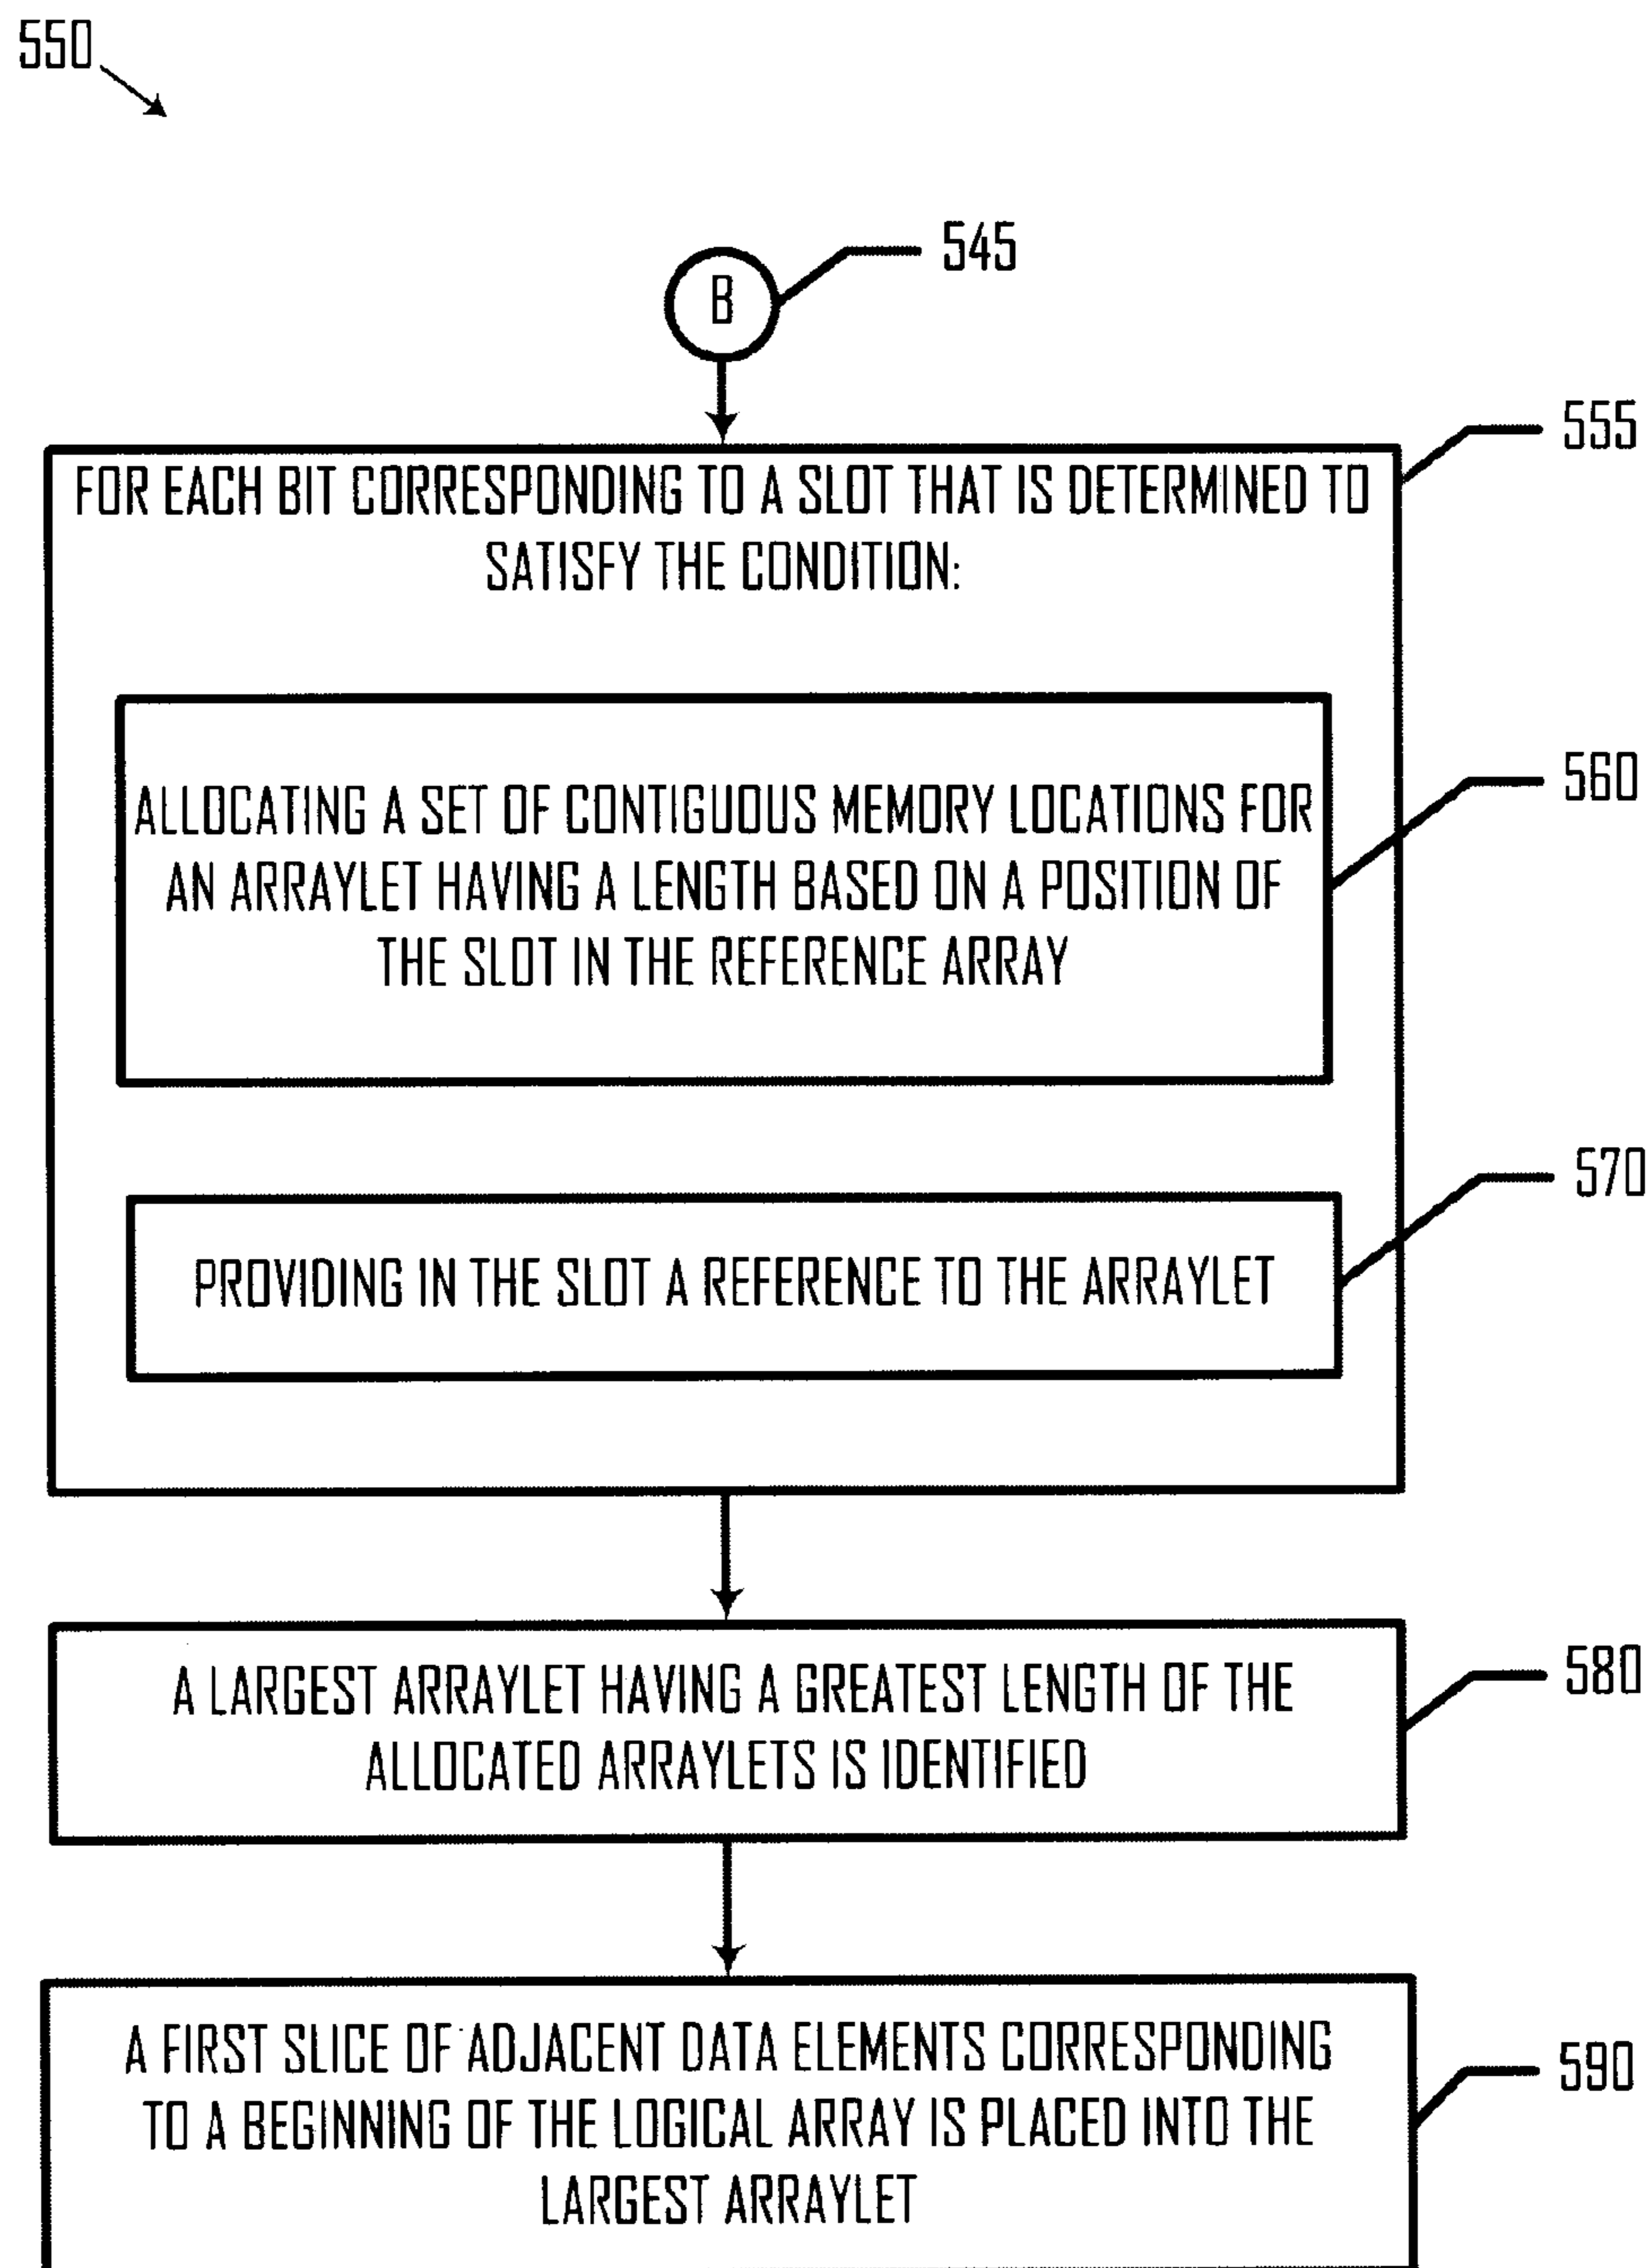 550
B
545
555
FOR EACH BIT CORRESPONDING TO A SLOT THAT IS DETERMINED TO
SATISFY THE CONDITION:
560
ALLOCATING A SET OF CONTIGUOUS MEMORY LOCATIONS FOR
AN ARRAYLET HAVING A LENGTH BASED ON A POSITION OF
THE SLOT IN THE REFERENCE ARRAY
570
PROVIDING IN THE SLOT A REFERENCE TO THE ARRAYLET
580
A LARGEST ARRAYLET HAVING A GREATEST LENGTH OF THE
ALLOCATED ARRAYLETS IS IDENTIFIED
590
A FIRST SLICE OF ADJACENT DATA ELEMENTS CORRESPONDING
TO A BEGINNING OF THE LOGICAL ARRAY IS PLACED INTO THE
LARGEST ARRAYLET